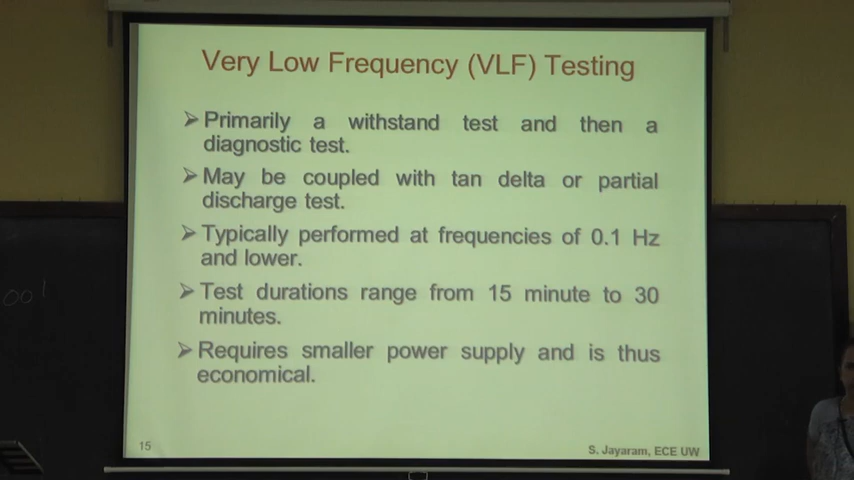 Very Low Frequency (VLF) Testing
➢ Primarily a withstand test and then a
diagnostic test.
➢ May be coupled with tan delta or partial
discharge test.
➢ Typically performed at frequencies of 0.1 Hz
and lower.
➢ Test durations range from 15 minute to 30
minutes.
➢ Requires smaller power supply and is thus
economical.
15
S. Jayaram, ECE UW